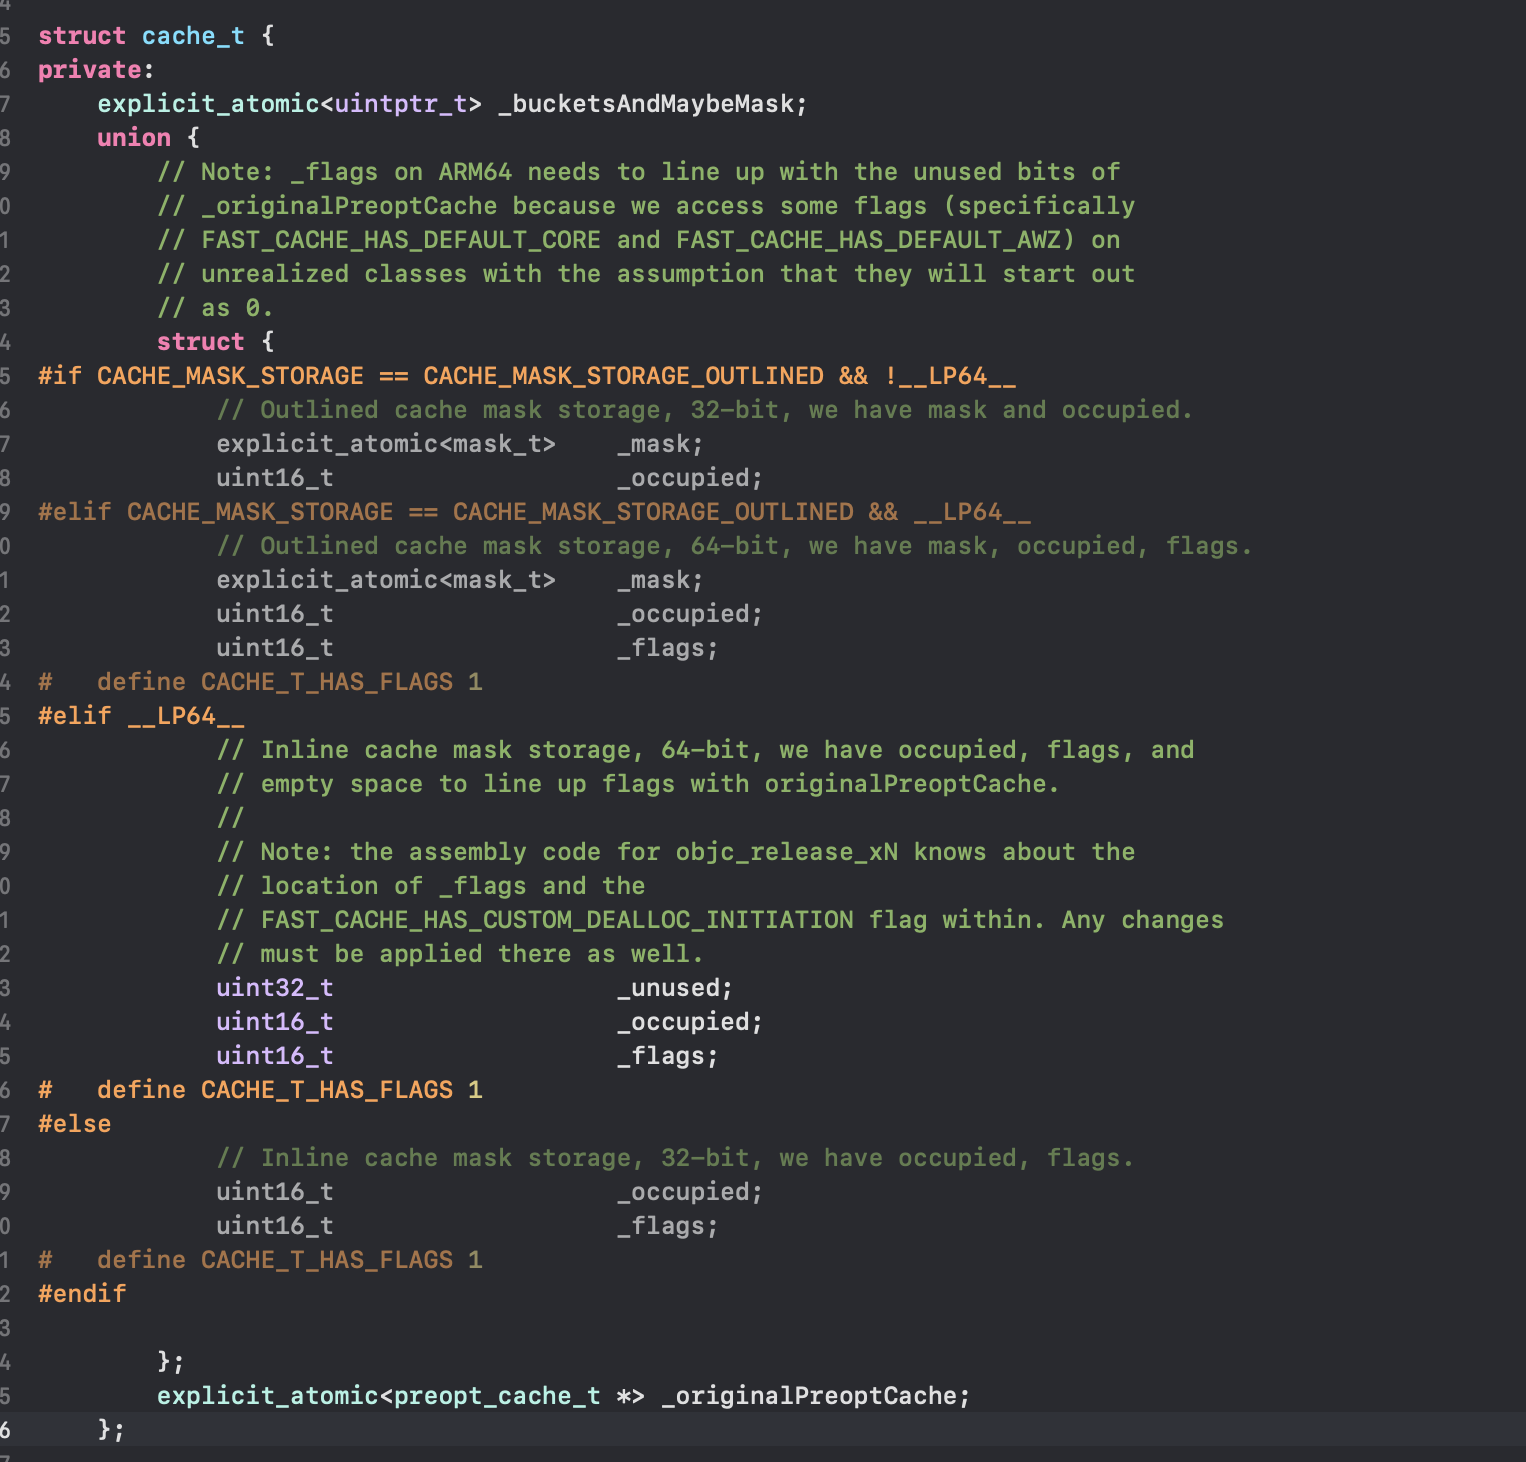 4
5 struct cache_t {
6 private:
7     explicit_atomic<uintptr_t> _bucketsAndMaybeMask;
8     union {
9         // Note: _flags on ARM64 needs to line up with the unused bits of
0         // _originalPreoptCache because we access some flags (specifically
1         // FAST_CACHE_HAS_DEFAULT_CORE and FAST_CACHE_HAS_DEFAULT_AWZ) on
2         // unrealized classes with the assumption that they will start out
3         // as 0.
4         struct {
5 #if CACHE_MASK_STORAGE == CACHE_MASK_STORAGE_OUTLINED && !__LP64__
6             // Outlined cache mask storage, 32-bit, we have mask and occupied.
7             explicit_atomic<mask_t>    _mask;
8             uint16_t                   _occupied;
9 #elif CACHE_MASK_STORAGE == CACHE_MASK_STORAGE_OUTLINED && __LP64__
0             // Outlined cache mask storage, 64-bit, we have mask, occupied, flags.
1             explicit_atomic<mask_t>    _mask;
2             uint16_t                   _occupied;
3             uint16_t                   _flags;
4 #   define CACHE_T_HAS_FLAGS 1
5 #elif __LP64__
6             // Inline cache mask storage, 64-bit, we have occupied, flags, and
7             // empty space to line up flags with originalPreoptCache.
8             //
9             // Note: the assembly code for objc_release_xN knows about the
0             // location of _flags and the
1             // FAST_CACHE_HAS_CUSTOM_DEALLOC_INITIATION flag within. Any changes
2             // must be applied there as well.
3             uint32_t                   _unused;
4             uint16_t                   _occupied;
5             uint16_t                   _flags;
6 #   define CACHE_T_HAS_FLAGS 1
7 #else
8             // Inline cache mask storage, 32-bit, we have occupied, flags.
9             uint16_t                   _occupied;
0             uint16_t                   _flags;
1 #   define CACHE_T_HAS_FLAGS 1
2 #endif
3
4         };
5         explicit_atomic<preopt_cache_t *> _originalPreoptCache;
6     };
7